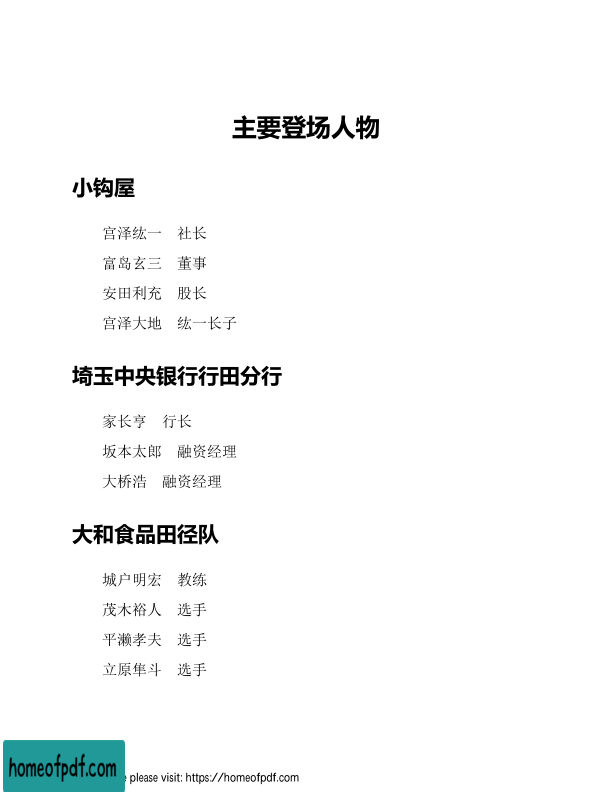 主要登场人物
小钩屋
宫泽纮一　社长
富岛玄三　董事
安田利充　股长
宫泽大地　纮一长子
埼玉中央银行行田分行
家长亨　行长
坂本太郎　融资经理
大桥浩　融资经理
大和食品田径队
城户明宏　教练
茂木裕人　选手
平濑孝夫　选手
立原隼斗　选手
homeofpdf.com
please visit: https://homeofpdf.com